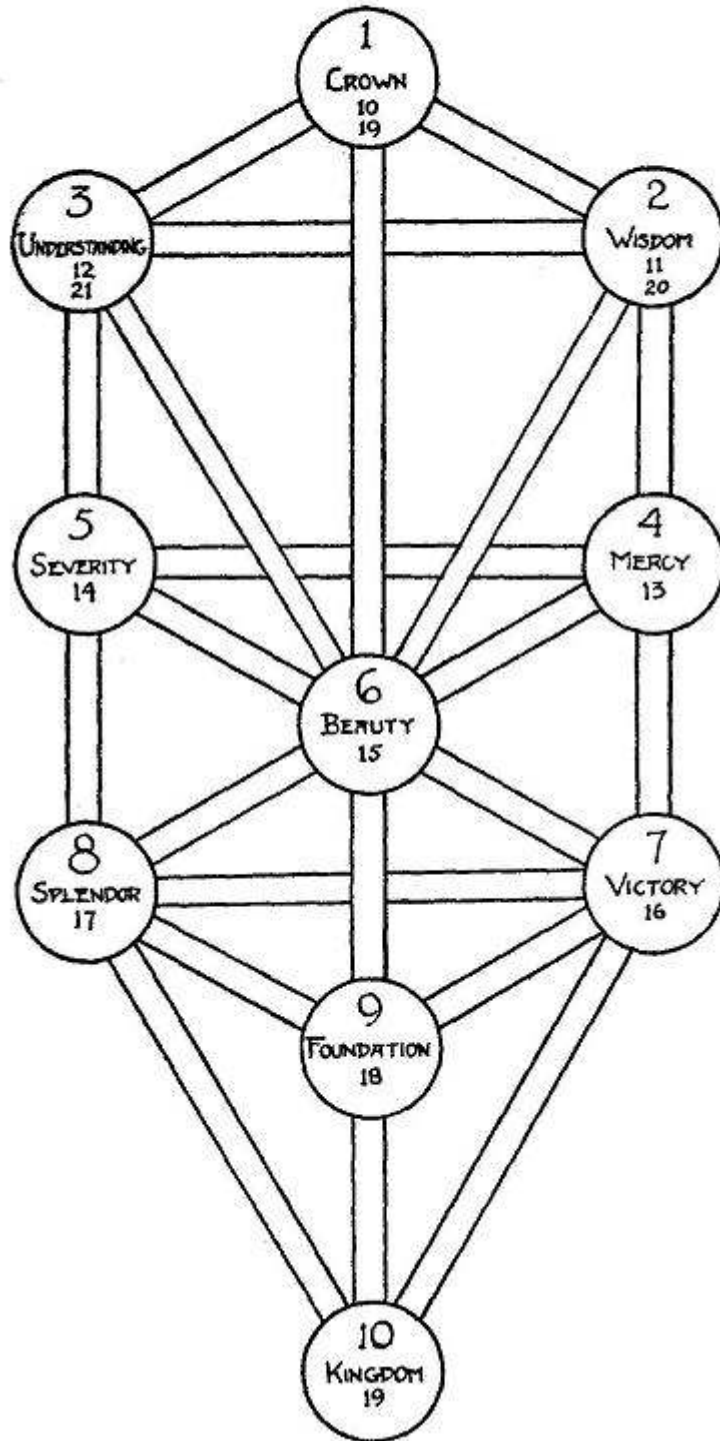 1
CROWN
10
19
3
UNDERSTANDING
12
21
2
WISDOM
11
20
5
SEVERITY
14
4
MERCY
13
6
BEAUTY
15
8
SPLENDOR
17
7
VICTORY
16
9
FOUNDATION
18
10
KINGDOM
19